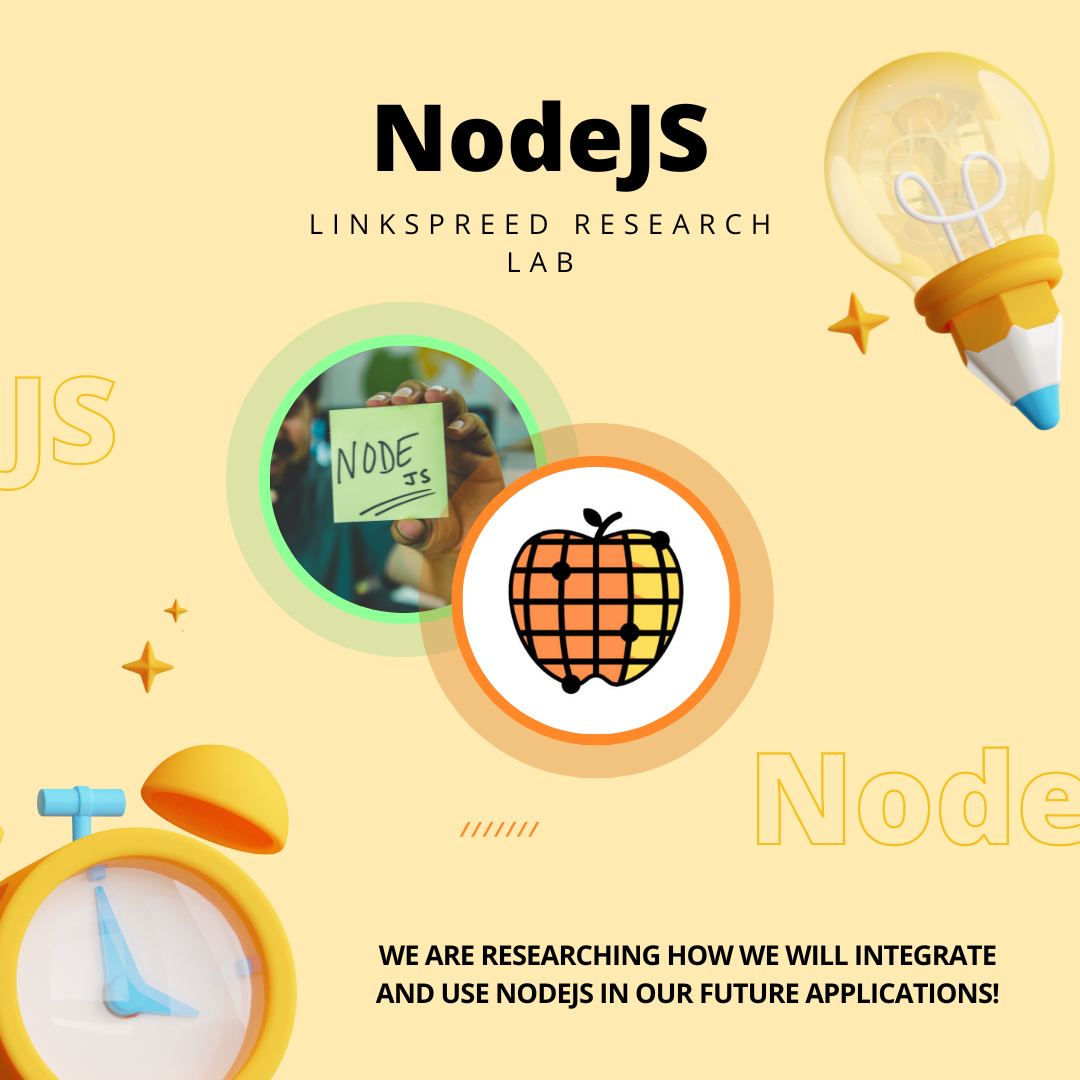 NodeJS
LINKSPREED RESEARCH
LAB
JS
NODE
JS
Node
WE ARE RESEARCHING HOW WE WILL INTEGRATE
AND USE NODEJS IN OUR FUTURE APPLICATIONS!